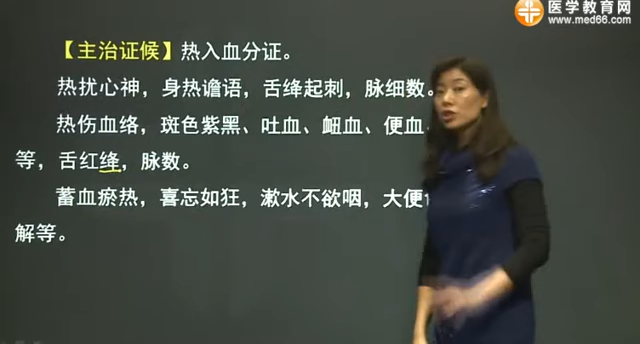 医学教育网
www.med66.com
【主治证候】热入血分证。
热扰心神，身热谵语，舌绛起刺，脉细数。
热伤血络，斑色紫黑、吐血、衄血、便血、
等，舌红绛，脉数。
蓄血瘀热，喜忘如狂，漱水不欲咽，大便
解等。